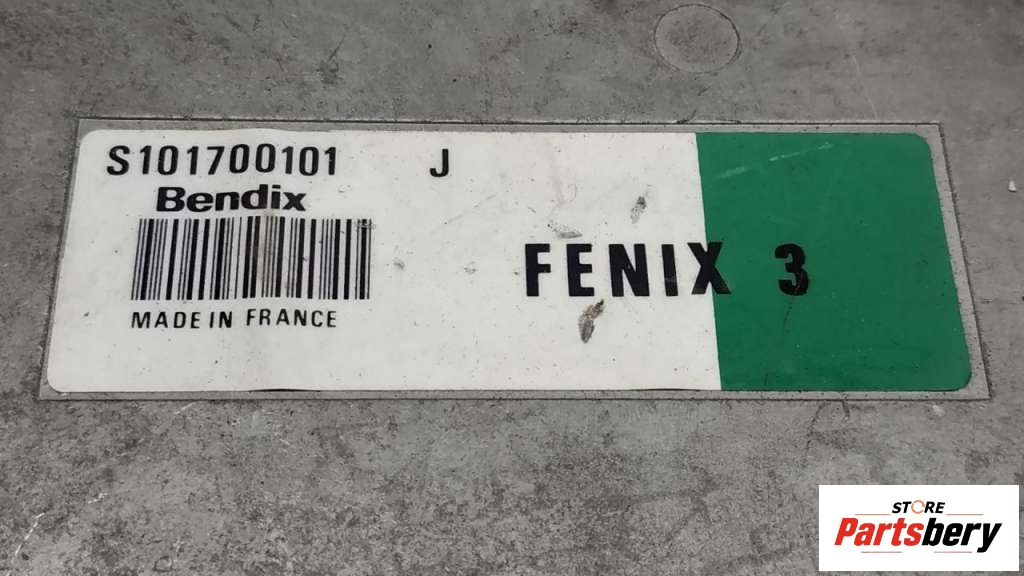 S101700101 J
Bendix
FENIX 3
MADE IN FRANCE
STORE
Partsbery